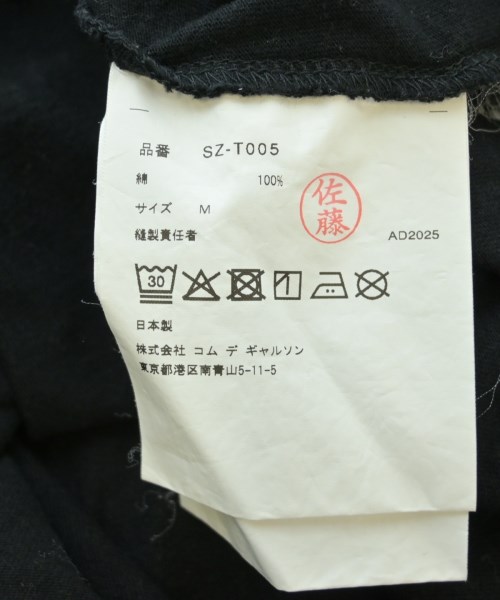 品番 SZ-T005
綿 100%
サイズ M
佐藤
縫製責任者 AD2025
30
日本製
株式会社 コム デ ギャルソン
東京都港区南青山5-11-5